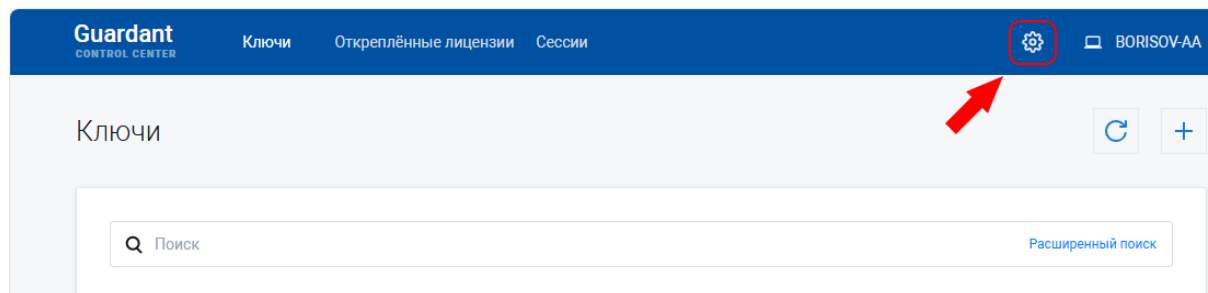 Guardant
CONTROL CENTER
Ключи Откреплённые лицензии Сессии BORISOV-AA
Ключи
Поиск Расширенный поиск